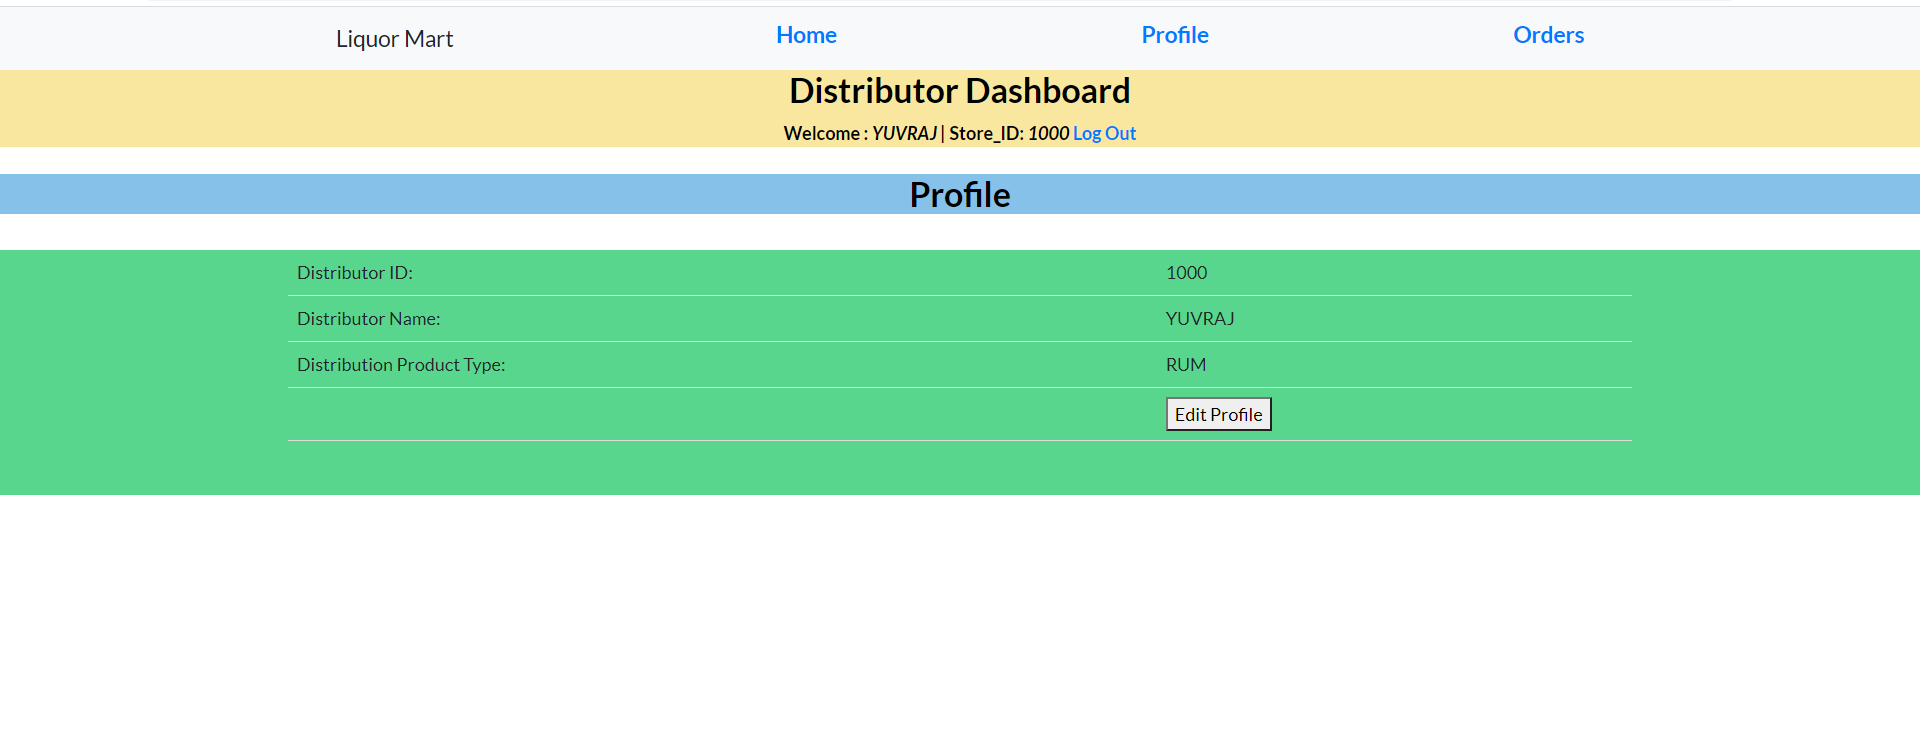 Liquor Mart Home Profile Orders
Distributor Dashboard
Welcome : YUVRAJ | Store_ID: 1000 Log Out
Profile
Distributor ID: 1000
Distributor Name: YUVRAJ
Distribution Product Type: RUM
Edit Profile